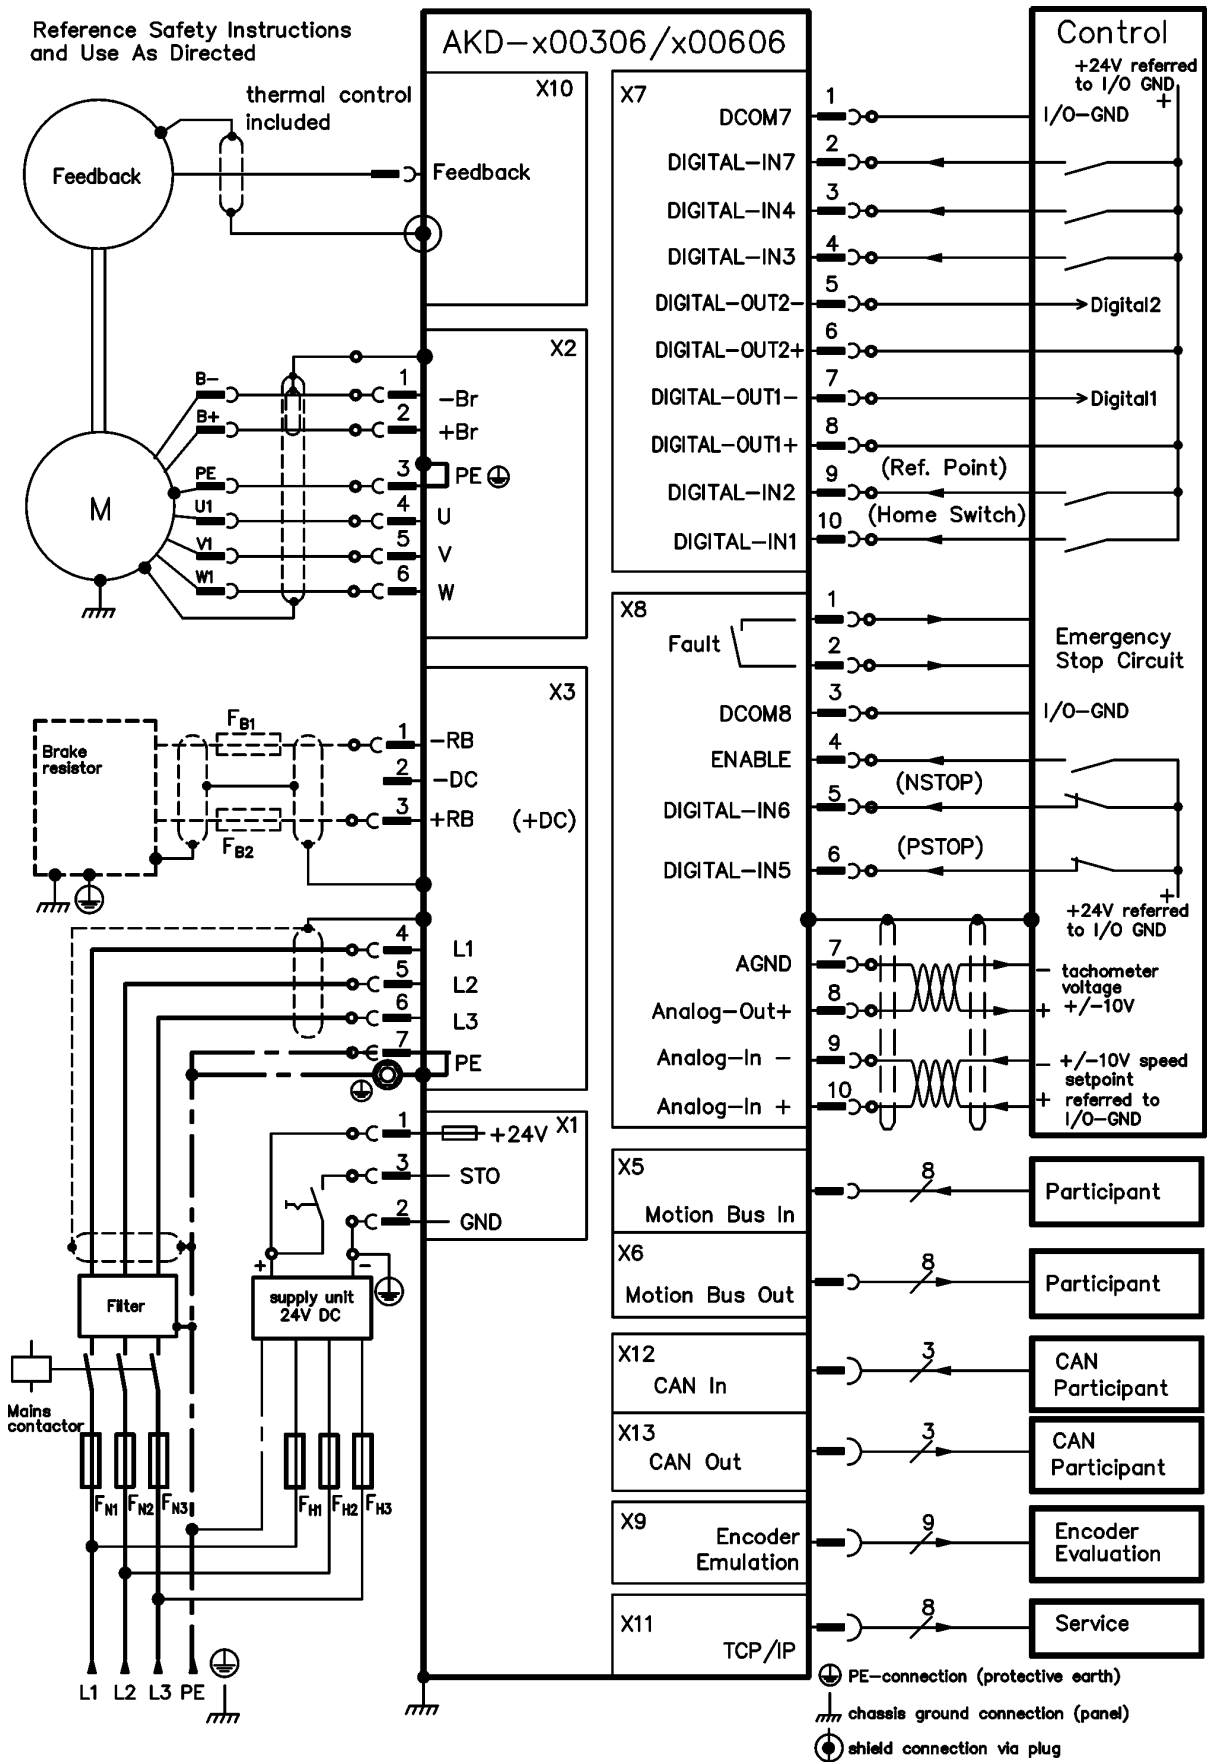 Reference Safety Instructions
and Use As Directed
AKD-x00306/x00606
Control
+24V referred
to I/O GND
+
I/O-GND
thermal control
included
Feedback
X10
Feedback
X7
DCOM7
1
DIGITAL-IN7
2
DIGITAL-IN4
3
DIGITAL-IN3
4
DIGITAL-OUT2-
5
Digital2
DIGITAL-OUT2+
6
DIGITAL-OUT1-
7
Digital1
DIGITAL-OUT1+
8
DIGITAL-IN2
9
(Ref. Point)
DIGITAL-IN1
10
(Home Switch)
X2
B-
1
-Br
B+
2
+Br
PE
3
PE
U1
4
U
V1
5
V
W1
6
W
M
X8
Fault
1
2
Emergency
Stop Circuit
DCOM8
3
I/O-GND
ENABLE
4
DIGITAL-IN6
5
(NSTOP)
DIGITAL-IN5
6
(PSTOP)
+
+24V referred
to I/O GND
X3
Brake
resistor
FB1
1
-RB
2
-DC
FB2
3
+RB
(+DC)
4
L1
5
L2
6
L3
7
PE
AGND
7
- tachometer
voltage
Analog-Out+
8
+ +/-10V
Analog-In -
9
- +/-10V speed
setpoint
Analog-In +
10
+ referred to
I/O-GND
X1
1
+24V
3
STO
2
GND
+
-
supply unit
24V DC
Filter
Mains
contactor
FN1
FN2
FN3
FH1
FH2
FH3
L1
L2
L3
PE
X5
Motion Bus In
8
Participant
X6
Motion Bus Out
8
Participant
X12
CAN In
3
CAN
Participant
X13
CAN Out
3
CAN
Participant
X9
Encoder
Emulation
9
Encoder
Evaluation
X11
TCP/IP
8
Service
PE-connection (protective earth)
chassis ground connection (panel)
shield connection via plug